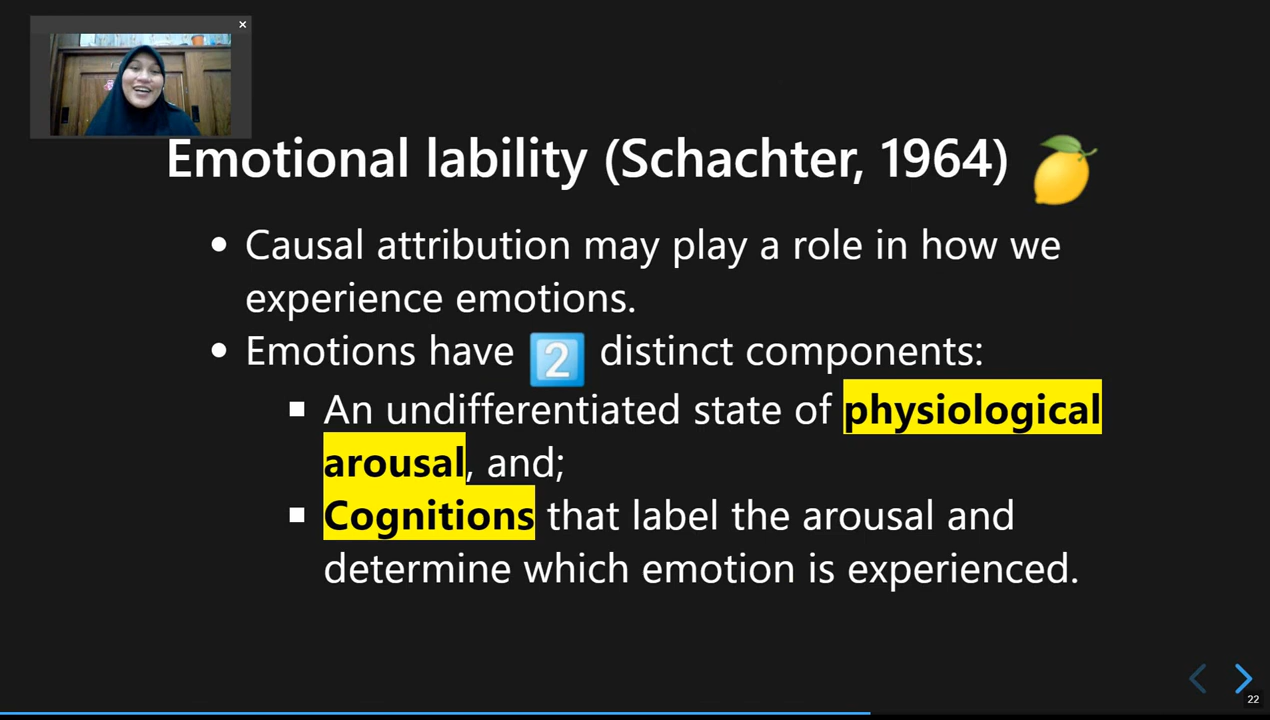 Emotional lability (Schachter, 1964) 🍋
• Causal attribution may play a role in how we
experience emotions.
• Emotions have 2️⃣ distinct components:
▪ An undifferentiated state of physiological
arousal, and;
▪ Cognitions that label the arousal and
determine which emotion is experienced.
22